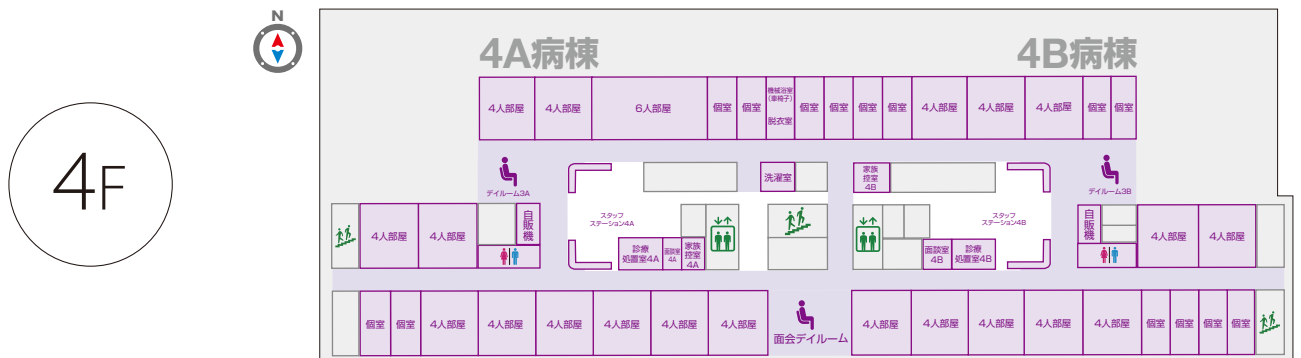 N
4F
4A病棟
4B病棟
4人部屋
4人部屋
6人部屋
個室
個室
機械浴室
(車椅子)
脱衣室
個室
個室
個室
個室
4人部屋
4人部屋
4人部屋
個室
個室
デイルーム3A
洗濯室
家族
控室
4B
デイルーム3B
4人部屋
4人部屋
自販機
スタッフ
ステーション4A
診療
処置室4A
面談室
4A
家族
控室
4A
面談室
4B
診療
処置室4B
スタッフ
ステーション4B
自販機
4人部屋
4人部屋
個室
個室
4人部屋
4人部屋
4人部屋
4人部屋
4人部屋
4人部屋
面会デイルーム
4人部屋
4人部屋
4人部屋
4人部屋
4人部屋
個室
個室
個室
個室